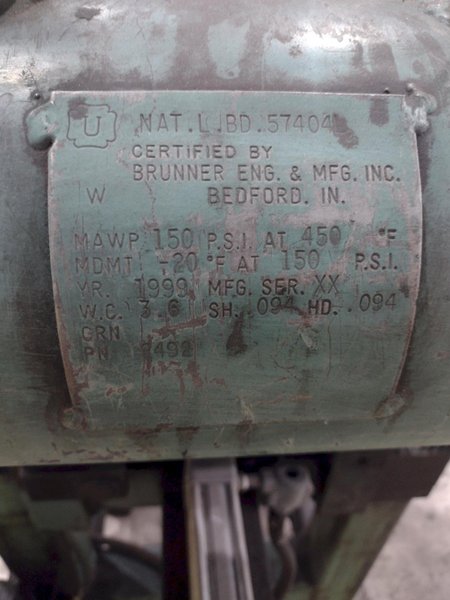 U NAT.L.BD.57404
CERTIFIED BY
BRUNNER ENG. & MFG. INC.
W BEDFORD. IN.
MAWP 150 P.S.I. AT 450 °F
MDMT -20 °F AT 150 P.S.I.
YR. 1999 MFG. SER. XX
W.C. 3.6 SH. .094 HD. .094
CRN
PN